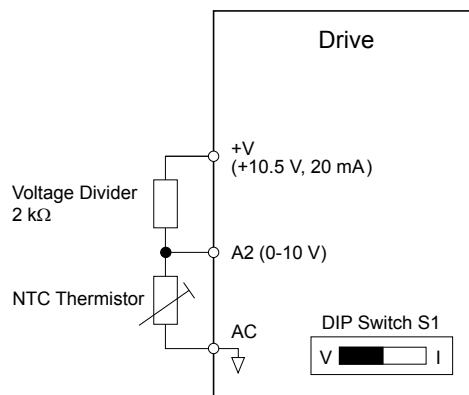 Drive
+V
(+10.5 V, 20 mA)
Voltage Divider
2 kΩ
A2 (0-10 V)
NTC Thermistor
AC
DIP Switch S1
V I